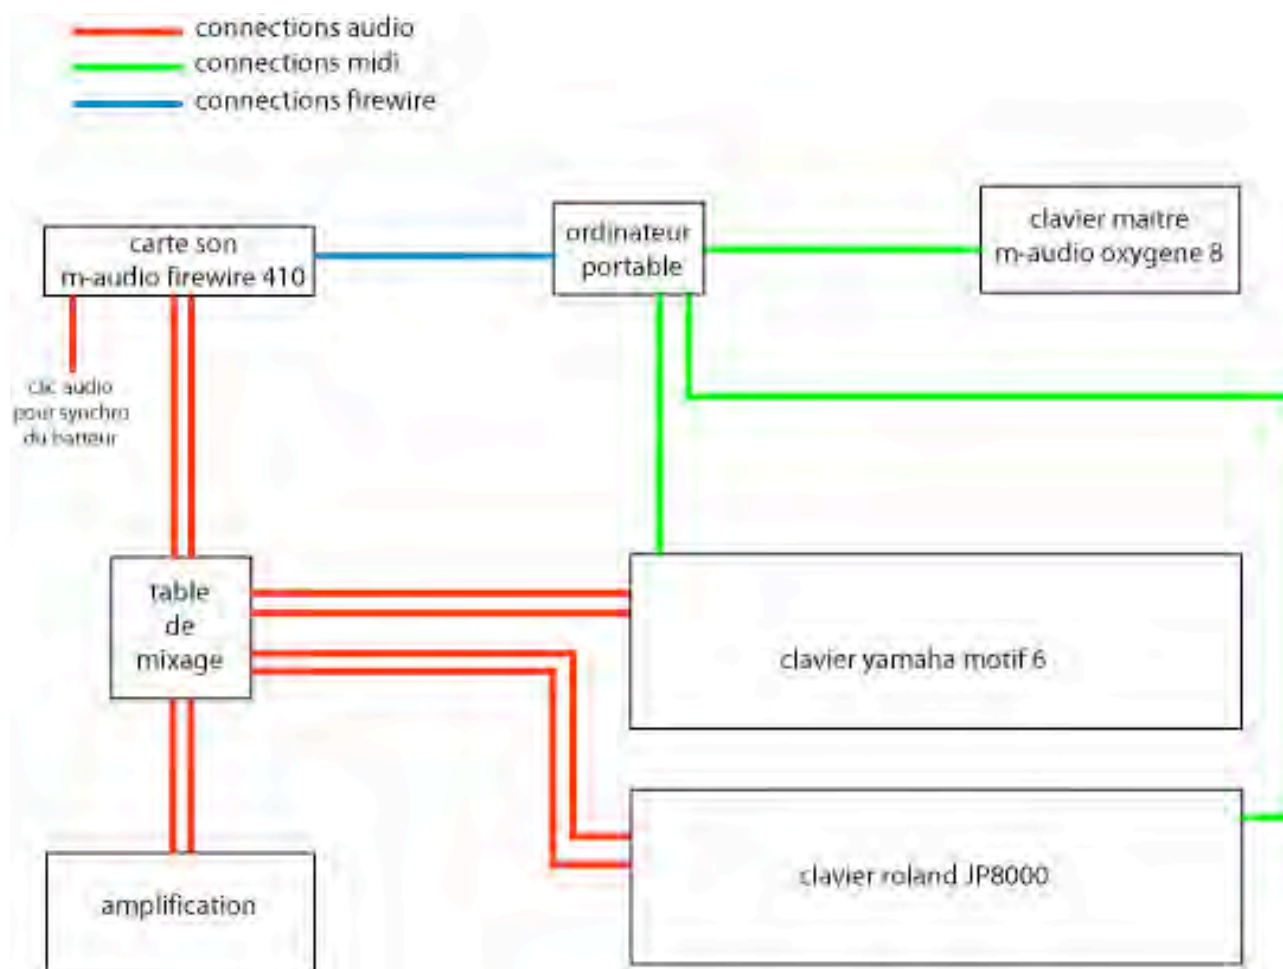 connections audio
connections midi
connections firewire
carte son
m-audio firewire 410
ordinateur
portable
clavier maitre
m-audio oxygene 8
clic audio
pour synchro
du batteur
table
de
mixage
clavier yamaha motif 6
clavier roland JP8000
amplification